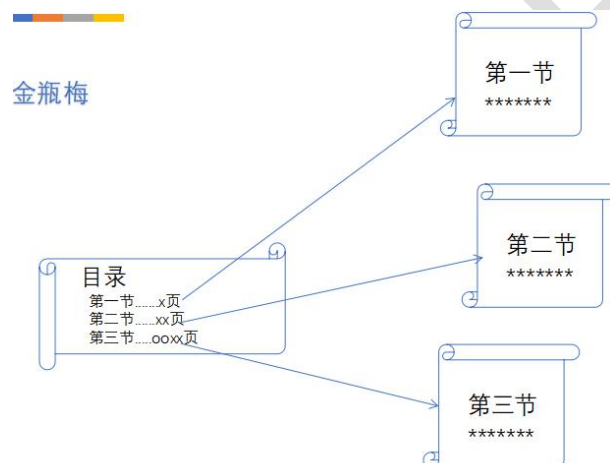 金瓶梅
第一节
*******
第二节
*******
目录
第一节.......x页
第二节......xx页
第三节.....ooxx页
第三节
*******